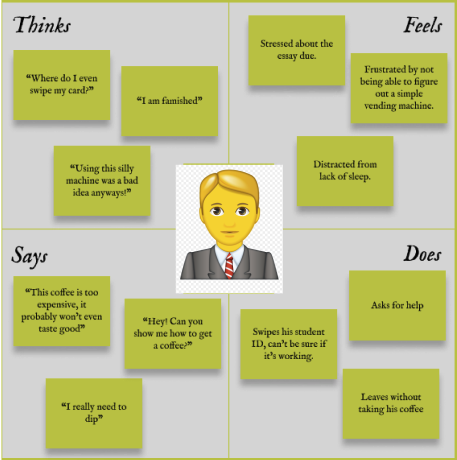 Thinks
"Where do I even
swipe my card?"
"I am famished"
"Using this silly
machine was a bad
idea anyways!"
Feels
Stressed about the
essay due.
Frustrated by not
being able to figure
out a simple
vending machine.
Distracted from
lack of sleep.
Says
"This coffee is too
expensive, it
probably won't even
taste good"
"Hey! Can you
show me how to get
a coffee?"
"I really need to
dip"
Does
Asks for help
Swipes his student
ID, can't be sure if
it's working.
Leaves without
taking his coffee